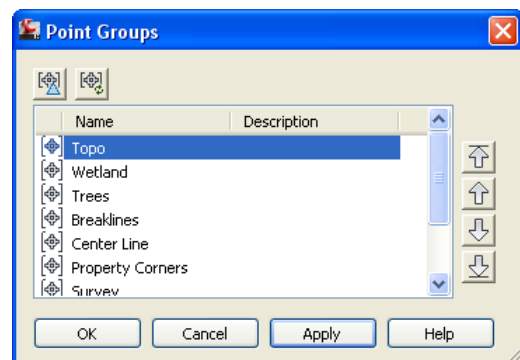 Point Groups
Name Description
Topo
Wetland
Trees
Breaklines
Center Line
Property Corners
Survey
OK Cancel Apply Help